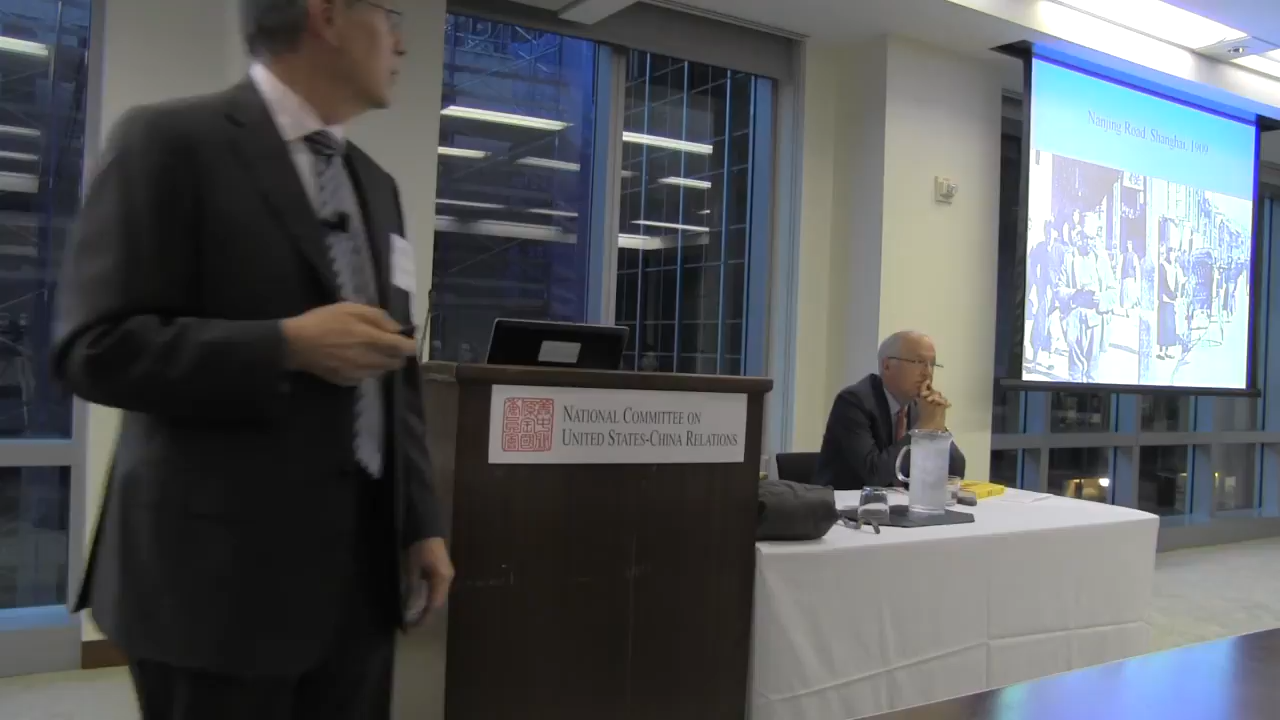 Nanjing Road, Shanghai, 1909
NATIONAL COMMITTEE ON
UNITED STATES-CHINA RELATIONS